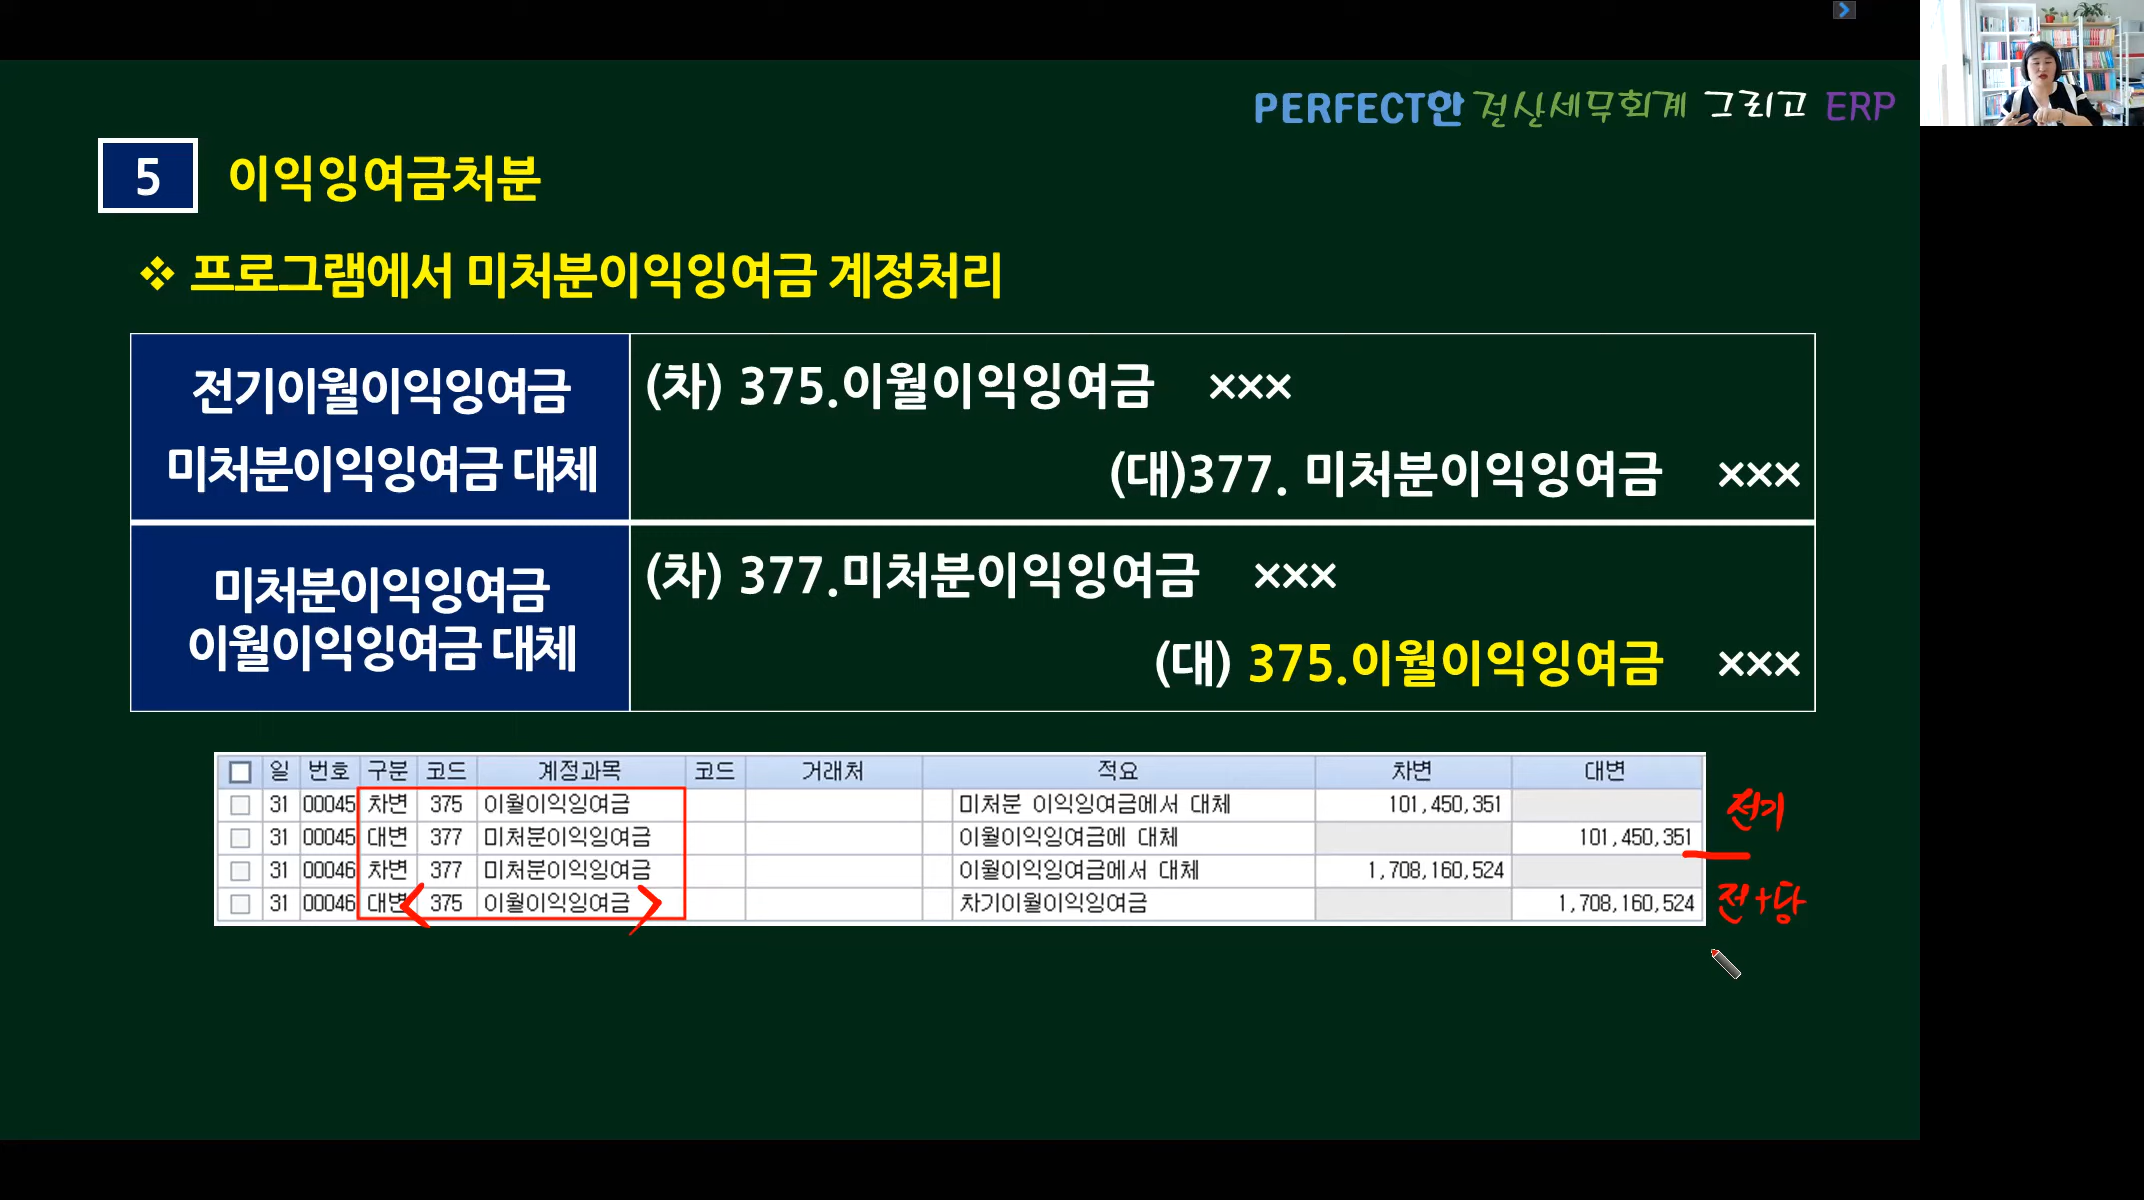 PERFECT한 전산세무회계 그리고 ERP
5 이익잉여금처분
❖ 프로그램에서 미처분이익잉여금 계정처리
전기이월이익잉여금
미처분이익잉여금 대체
(차) 375.이월이익잉여금 ×××
(대)377. 미처분이익잉여금 ×××
미처분이익잉여금
이월이익잉여금 대체
(차) 377.미처분이익잉여금 ×××
(대) 375.이월이익잉여금 ×××
일 번호 구분 코드 계정과목 코드 거래처 적요 차변 대변
31 00045 차변 375 이월이익잉여금 미처분 이익잉여금에서 대체 101,450,351
31 00045 대변 377 미처분이익잉여금 이월이익잉여금에 대체 101,450,351
31 00046 차변 377 미처분이익잉여금 이월이익잉여금에서 대체 1,708,160,524
31 00046 대변 375 이월이익잉여금 차기이월이익잉여금 1,708,160,524
전기
전+당